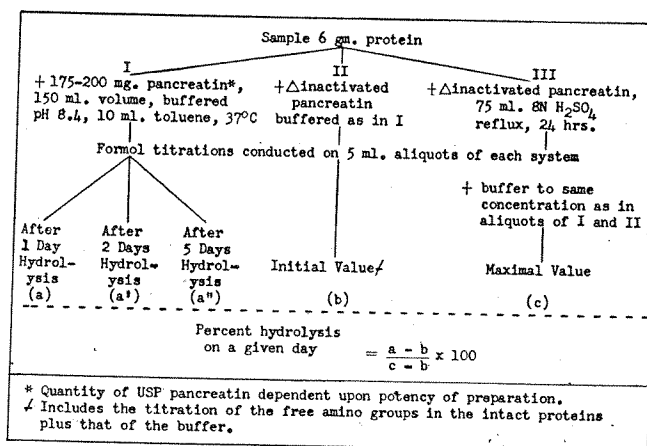 Sample 6 gm. protein
I
+ 175-200 mg. pancreatin*,
150 ml. volume, buffered
pH 8.4, 10 ml. toluene, 37°C
II
+△inactivated
pancreatin
buffered as in I
III
+△inactivated pancreatin,
75 ml. 8N H₂SO₄
reflux, 24 hrs.
Formol titrations conducted on 5 ml. aliquots of each system
+ buffer to same
concentration as in
aliquots of I and II
After
1 Day
Hydrol-
ysis
(a)
After
2 Days
Hydrol-
ysis
(a')
After
5 Days
Hydrol-
ysis
(a")
Initial Value≁
(b)
Maximal Value
(c)
Percent hydrolysis
on a given day = a - b / c - b x 100
* Quantity of USP pancreatin dependent upon potency of preparation.
≁ Includes the titration of the free amino groups in the intact proteins
plus that of the buffer.